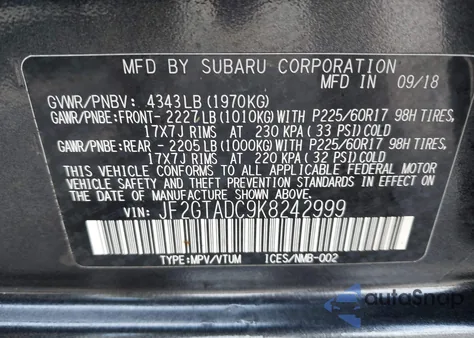 MFD BY SUBARU CORPORATION
MFD IN 09/18
GVWR/PNBV: 4343LB (1970KG)
GAWR/PNBE:FRONT- 2227LB (1010KG)WITH P225/60R17 98H TIRES,
17X7J RIMS AT 230 KPA (33 PSI)COLD
GAWR/PNBE:REAR - 2205LB (1000KG)WITH P225/60R17 98H TIRES,
17X7J RIMS AT 220 KPA (32 PSI)COLD
THIS VEHICLE CONFORMS TO ALL APPLICABLE FEDERAL MOTOR
VEHICLE SAFETY AND THEFT PREVENTION STANDARDS IN EFFECT ON
THE DATE OF MANUFACTURE SHOWN ABOVE.
VIN: JF2GTADC9K8242999
TYPE:MPV/VTUM ICES/NMB-002
autoSnap